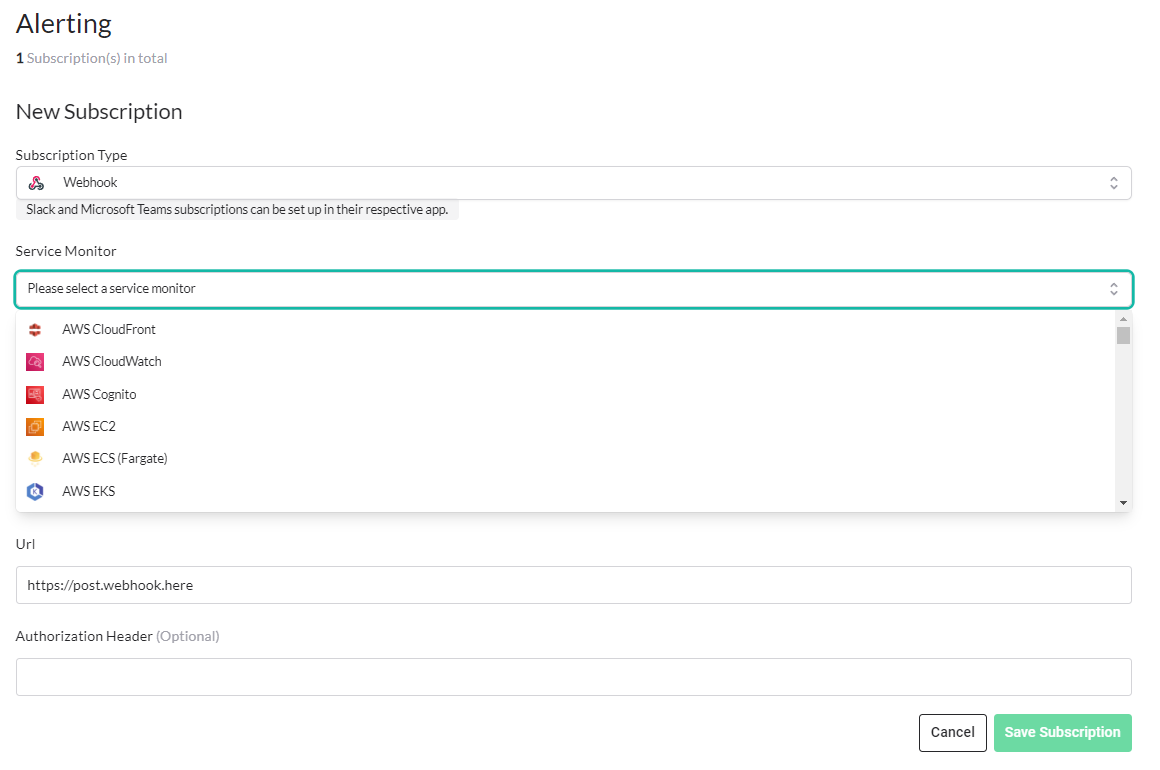 Alerting
1 Subscription(s) in total
New Subscription
Subscription Type
Webhook
Slack and Microsoft Teams subscriptions can be set up in their respective app.
Service Monitor
Please select a service monitor
AWS CloudFront
AWS CloudWatch
AWS Cognito
AWS EC2
AWS ECS (Fargate)
AWS EKS
Url
https://post.webhook.here
Authorization Header (Optional)
Cancel
Save Subscription